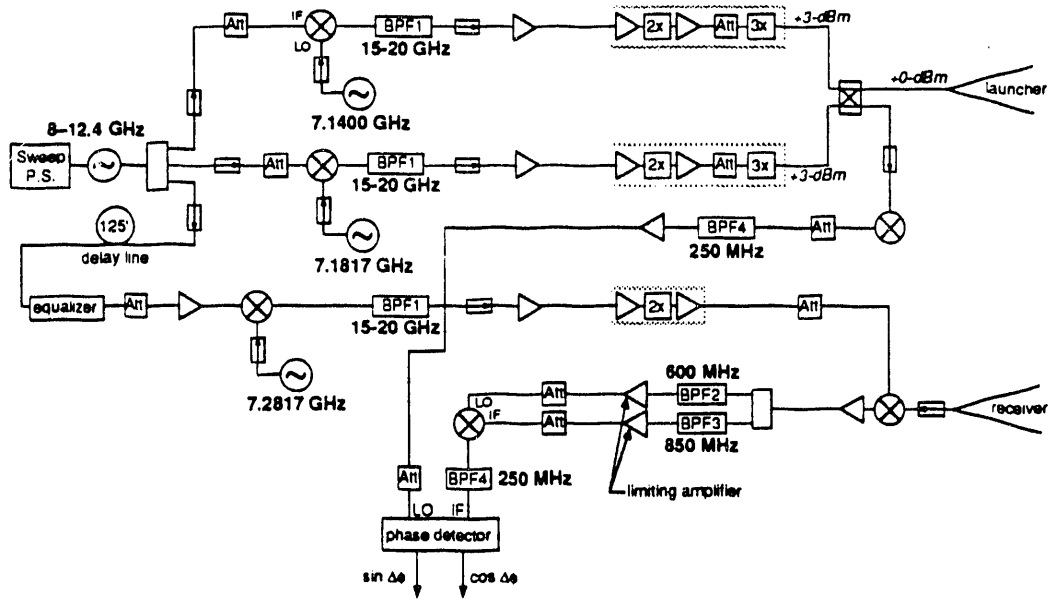 Att
IF
LO
BPF1
15-20 GHz
2x
Att
3x
+3-dBm
7.1400 GHz
+0-dBm
launcher
8–12.4 GHz
Sweep
P.S.
Att
BPF1
15-20 GHz
2x
Att
3x
+3-dBm
7.1817 GHz
125'
delay line
BPF4
250 MHz
Att
equalizer
Att
BPF1
15-20 GHz
2x
Att
7.2817 GHz
LO
IF
Att
Att
600 MHz
BPF2
BPF3
850 MHz
receiver
Att
BPF4
250 MHz
limiting amplifier
LO
IF
phase detector
sin Δø
cos Δø